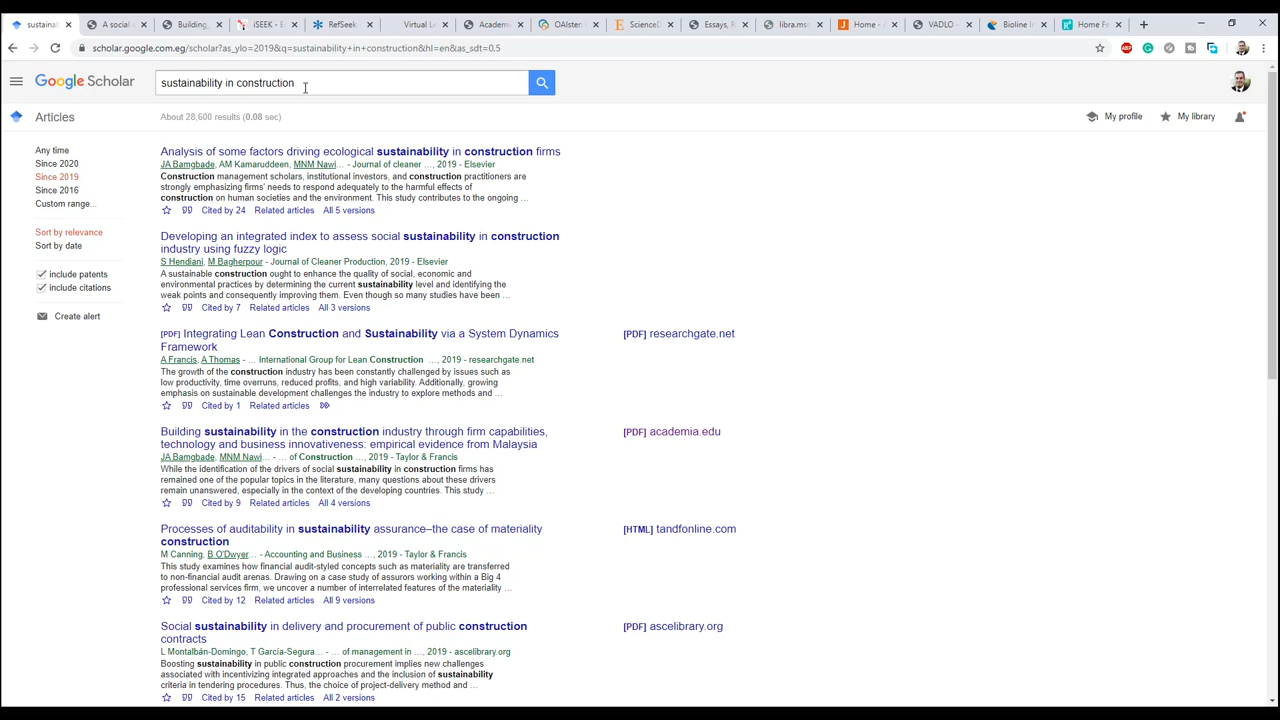 sustainab
A social c
Building,
iSEEK - E
RefSeek
Virtual L
Academic
OAIster:
ScienceD
Essays, R
libra.mse
Home - A
VADLO -
Bioline In
Home Fe
scholar.google.com.eg/scholar?as_ylo=2019&q=sustainability+in+construction&hl=en&as_sdt=0.5
ABP
Google Scholar
sustainability in construction
Articles
About 28,600 results (0.08 sec)
My profile
My library
Any time
Since 2020
Since 2019
Since 2016
Custom range...
Sort by relevance
Sort by date
include patents
include citations
Create alert
Analysis of some factors driving ecological sustainability in construction firms
JA Bamgbade, AM Kamaruddeen, MNM Nawi... - Journal of cleaner …, 2019 - Elsevier
Construction management scholars, institutional investors, and construction practitioners are
strongly emphasizing firms' needs to respond adequately to the harmful effects of
construction on human societies and the environment. This study contributes to the ongoing …
Cited by 24 Related articles All 5 versions
Developing an integrated index to assess social sustainability in construction
industry using fuzzy logic
S Hendiani, M Bagherpour - Journal of Cleaner Production, 2019 - Elsevier
A sustainable construction ought to enhance the quality of social, economic and
environmental practices by determining the current sustainability level and identifying the
weak points and consequently improving them. Even though so many studies have been …
Cited by 7 Related articles All 3 versions
[PDF] Integrating Lean Construction and Sustainability via a System Dynamics
Framework
[PDF] researchgate.net
A Francis, A Thomas - … International Group for Lean Construction …, 2019 - researchgate.net
The growth of the construction industry has been constantly challenged by issues such as
low productivity, time overruns, reduced profits, and high variability. Additionally, growing
emphasis on sustainable development challenges the industry to explore methods and …
Cited by 1 Related articles
Building sustainability in the construction industry through firm capabilities,
technology and business innovativeness: empirical evidence from Malaysia
[PDF] academia.edu
JA Bamgbade, MNM Nawi... - … of Construction …, 2019 - Taylor & Francis
While the identification of the drivers of social sustainability in construction firms has
remained one of the popular topics in the literature, many questions about these drivers
remain unanswered, especially in the context of the developing countries. This study …
Cited by 9 Related articles All 4 versions
Processes of auditability in sustainability assurance–the case of materiality
construction
[HTML] tandfonline.com
M Canning, B O'Dwyer... - Accounting and Business …, 2019 - Taylor & Francis
This study examines how financial audit-styled concepts such as materiality are transferred
to non-financial audit arenas. Drawing on a case study of assurors working within a Big 4
professional services firm, we uncover a number of interrelated features of the materiality …
Cited by 12 Related articles All 9 versions
Social sustainability in delivery and procurement of public construction
contracts
[PDF] ascelibrary.org
L Montalbán-Domingo, T García-Segura... - … of management in …, 2019 - ascelibrary.org
Boosting sustainability in public construction procurement implies new challenges
associated with incentivizing integrated approaches and the inclusion of sustainability
criteria in tendering procedures. Thus, the choice of project-delivery method and …
Cited by 15 Related articles All 2 versions